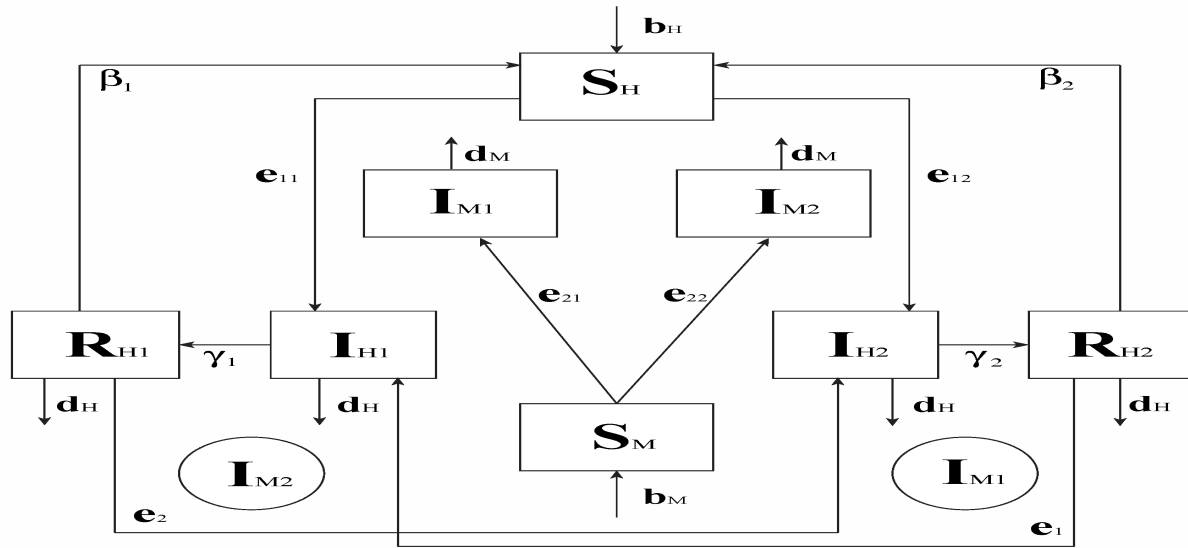 bH
β1
SH
β2
dM
dM
e11
IM1
IM2
e12
e21
e22
RH1
γ1
IH1
IH2
γ2
RH2
dH
dH
dH
dH
SM
IM2
IM1
bM
e2
e1